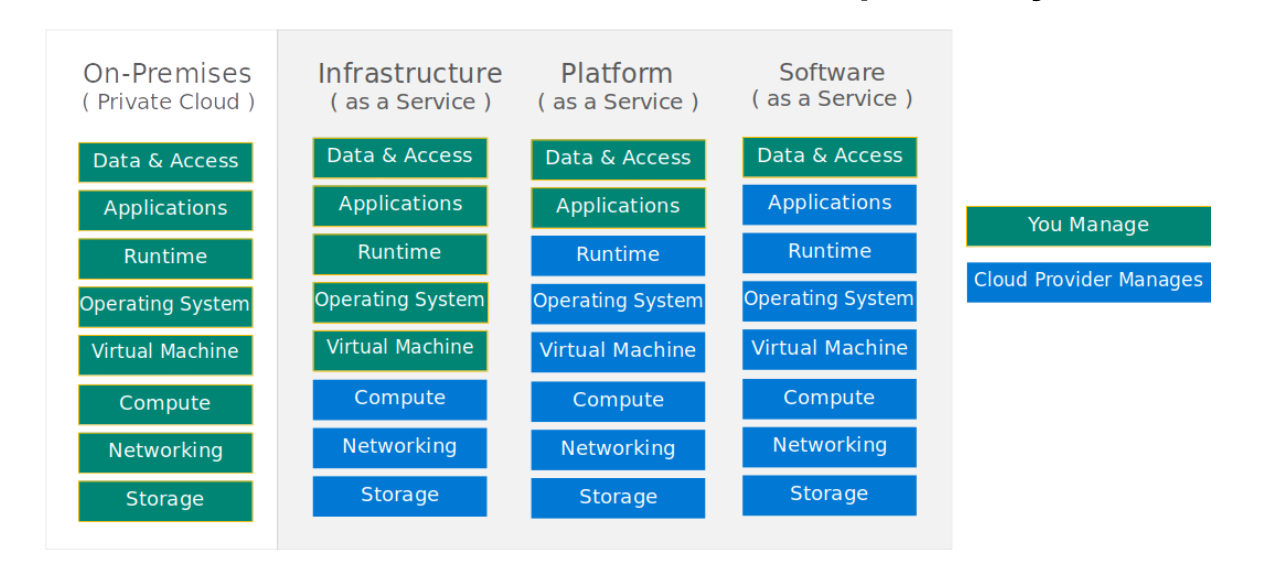 On-Premises
( Private Cloud )
Data & Access
Applications
Runtime
Operating System
Virtual Machine
Compute
Networking
Storage
Infrastructure
( as a Service )
Data & Access
Applications
Runtime
Operating System
Virtual Machine
Compute
Networking
Storage
Platform
( as a Service )
Data & Access
Applications
Runtime
Operating System
Virtual Machine
Compute
Networking
Storage
Software
( as a Service )
Data & Access
Applications
Runtime
Operating System
Virtual Machine
Compute
Networking
Storage
You Manage
Cloud Provider Manages